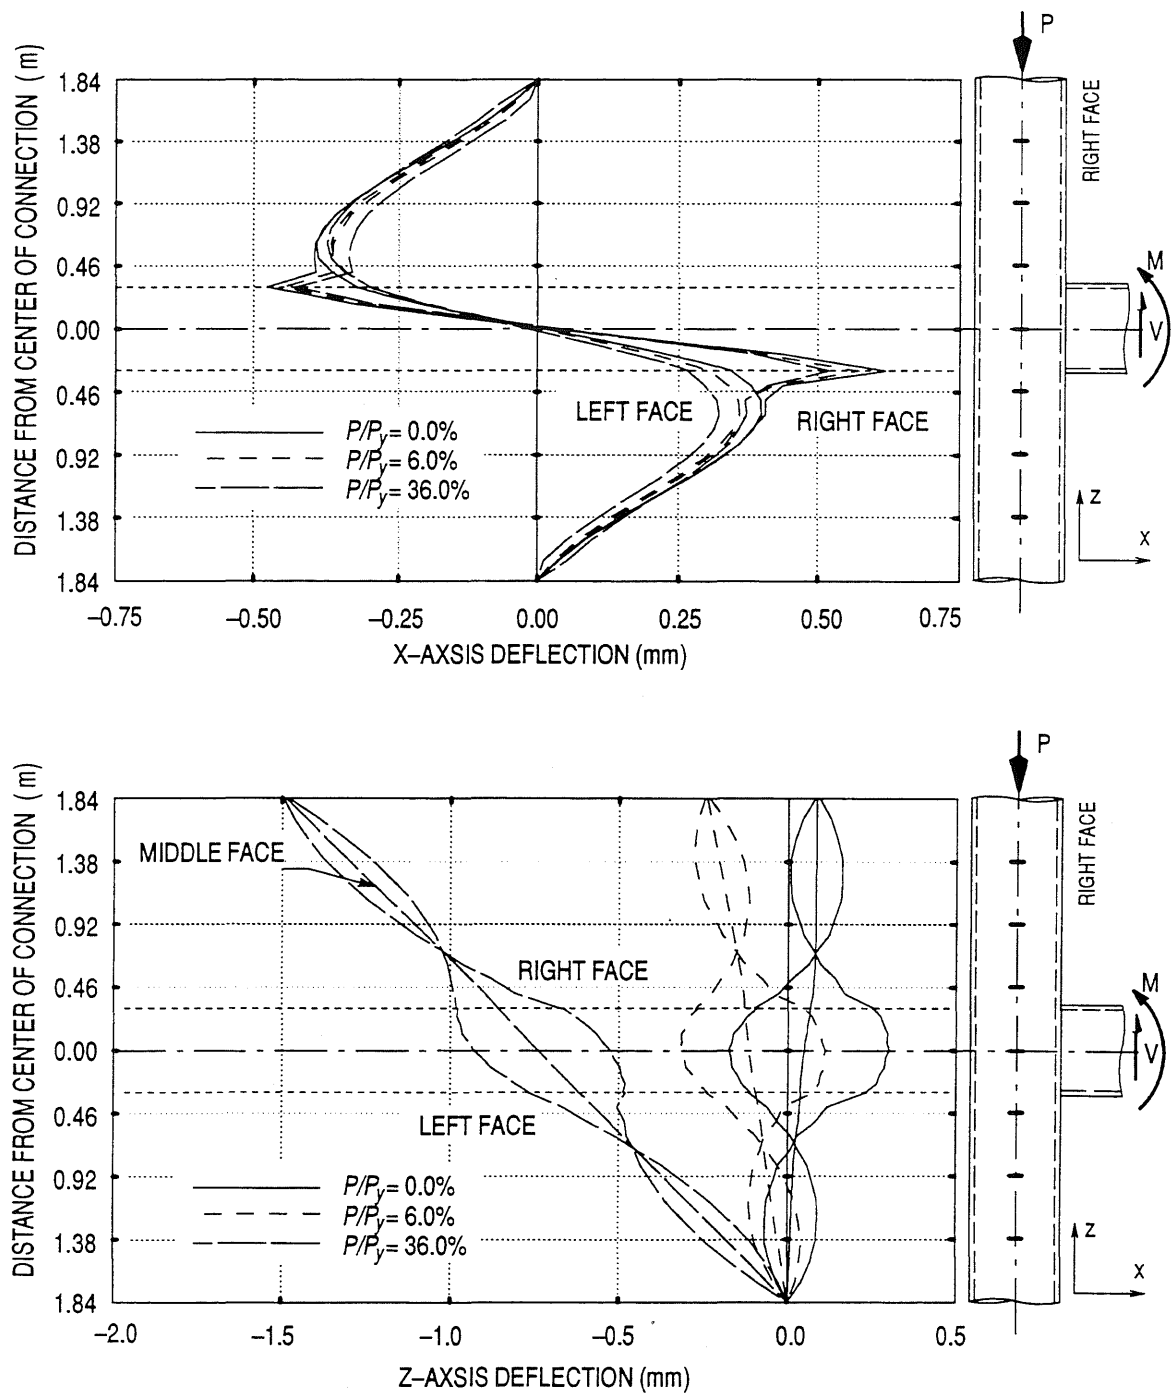 P
DISTANCE FROM CENTER OF CONNECTION (m)
1.84
1.38
0.92
0.46
0.00
0.46
0.92
1.38
1.84
LEFT FACE
RIGHT FACE
P/Py= 0.0%
P/Py= 6.0%
P/Py= 36.0%
–0.75 –0.50 –0.25 0.00 0.25 0.50 0.75
X–AXSIS DEFLECTION (mm)
RIGHT FACE
M
V
z
x
P
DISTANCE FROM CENTER OF CONNECTION (m)
1.84
1.38
0.92
0.46
0.00
0.46
0.92
1.38
1.84
MIDDLE FACE
RIGHT FACE
LEFT FACE
P/Py= 0.0%
P/Py= 6.0%
P/Py= 36.0%
–2.0 –1.5 –1.0 –0.5 0.0 0.5
Z–AXSIS DEFLECTION (mm)
RIGHT FACE
M
V
z
x